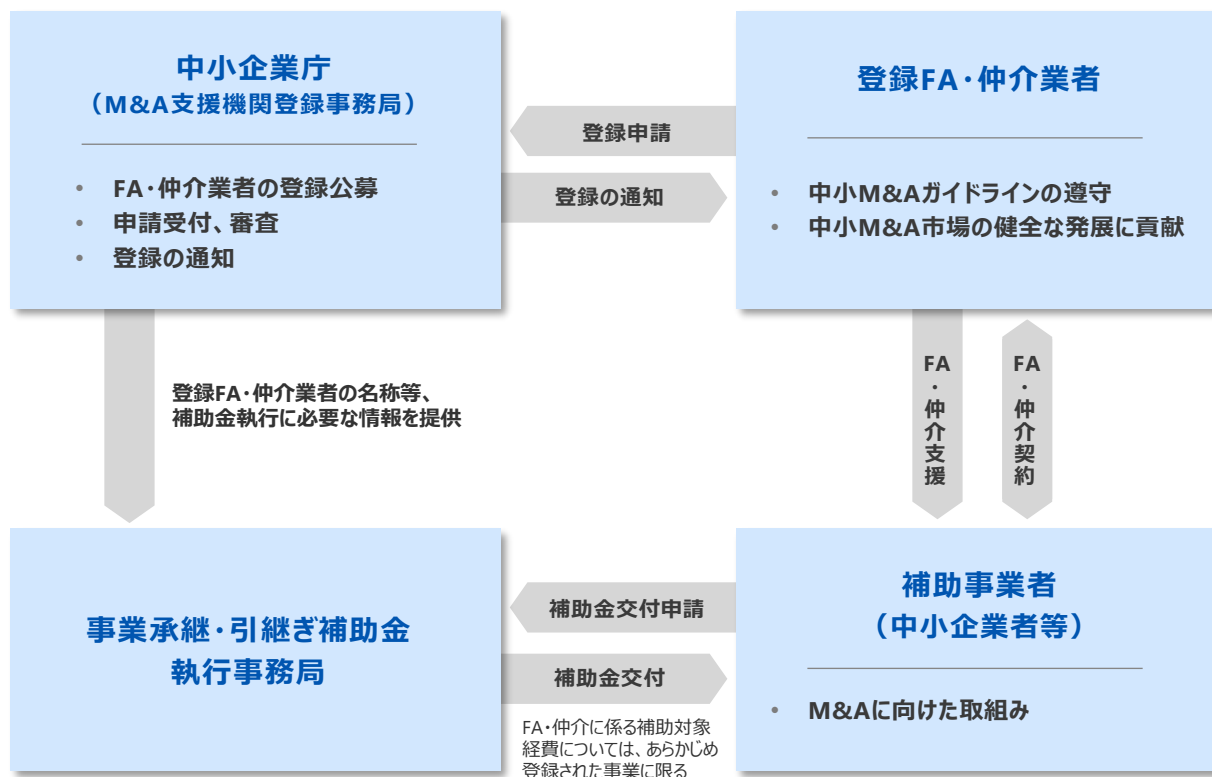 中小企業庁
（M&A支援機関登録事務局）
• FA・仲介業者の登録公募
• 申請受付、審査
• 登録の通知
登録申請
登録の通知
登録FA・仲介業者
• 中小M&Aガイドラインの遵守
• 中小M&A市場の健全な発展に貢献
登録FA・仲介業者の名称等、
補助金執行に必要な情報を提供
FA・仲介支援
FA・仲介契約
事業承継・引継ぎ補助金
執行事務局
補助金交付申請
補助金交付
FA・仲介に係る補助対象
経費については、あらかじめ
登録された事業に限る
補助事業者
（中小企業者等）
• M&Aに向けた取組み